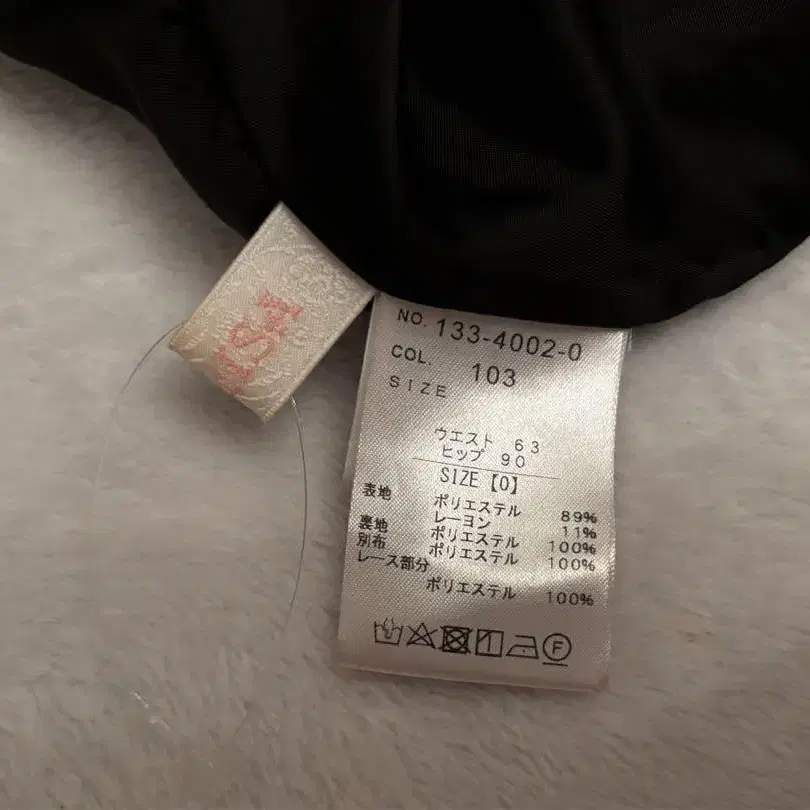 NO. 133-4002-0
COL. 103
SIZE
ウエスト 63
ヒップ 90
SIZE【0】
表地 ポリエステル 89%
レーヨン 11%
裏地 ポリエステル 100%
別布 ポリエステル 100%
レース部分
ポリエステル 100%
F